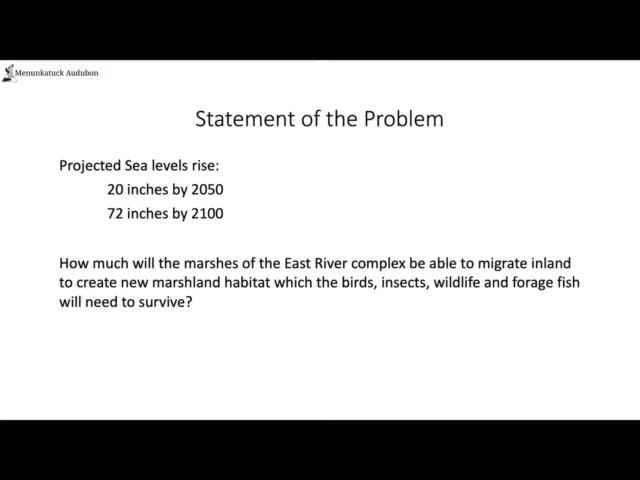 Menunkatuck Audubon
Statement of the Problem
Projected Sea levels rise:
20 inches by 2050
72 inches by 2100
How much will the marshes of the East River complex be able to migrate inland
to create new marshland habitat which the birds, insects, wildlife and forage fish
will need to survive?